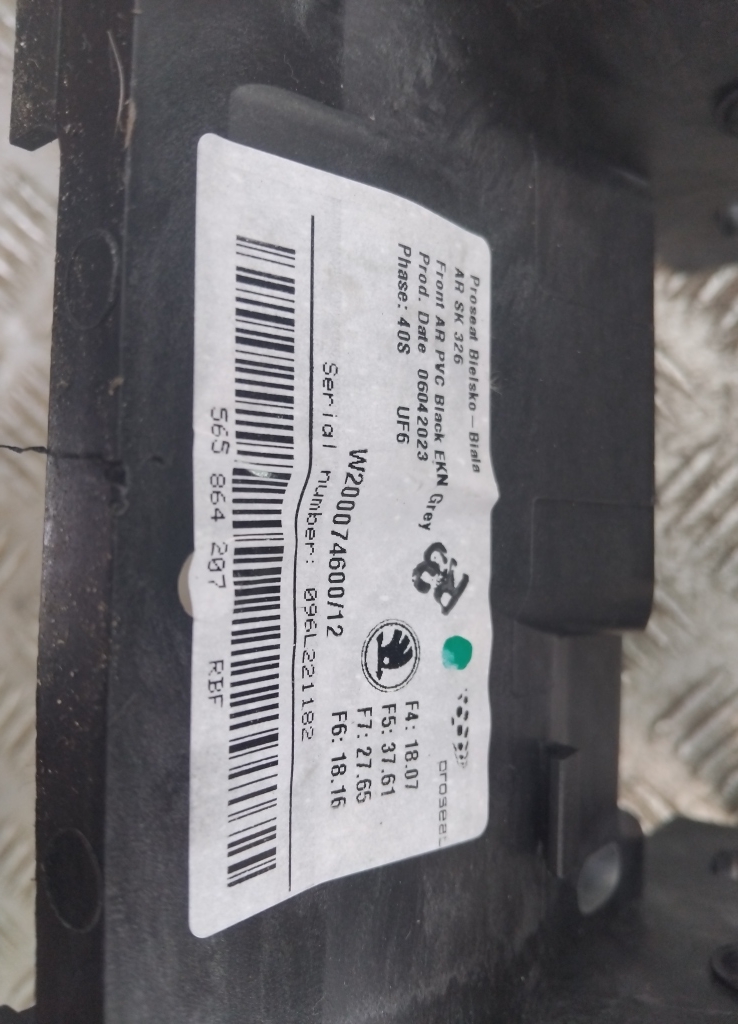 Proseat Bielsko – Biała
AR SK 326
Front AR PVC Black EKN Grey
Prod. Date 06042023
Phase: 40S UF6
proseat
F4: 18.07
F5: 37.61
F7: 27.65
F6: 18.16
W200074600/12
Serial number: 096L221182
565 864 207 RBF